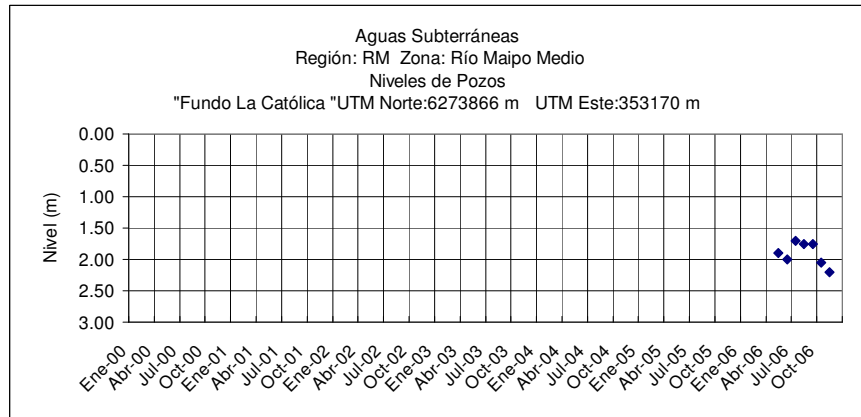 Aguas Subterráneas
Región: RM  Zona: Río Maipo Medio
Niveles de Pozos
"Fundo La Católica "UTM Norte:6273866 m   UTM Este:353170 m
Nivel (m)
0.00
0.50
1.00
1.50
2.00
2.50
3.00
Ene-00
Abr-00
Jul-00
Oct-00
Ene-01
Abr-01
Jul-01
Oct-01
Ene-02
Abr-02
Jul-02
Oct-02
Ene-03
Abr-03
Jul-03
Oct-03
Ene-04
Abr-04
Jul-04
Oct-04
Ene-05
Abr-05
Jul-05
Oct-05
Ene-06
Abr-06
Jul-06
Oct-06